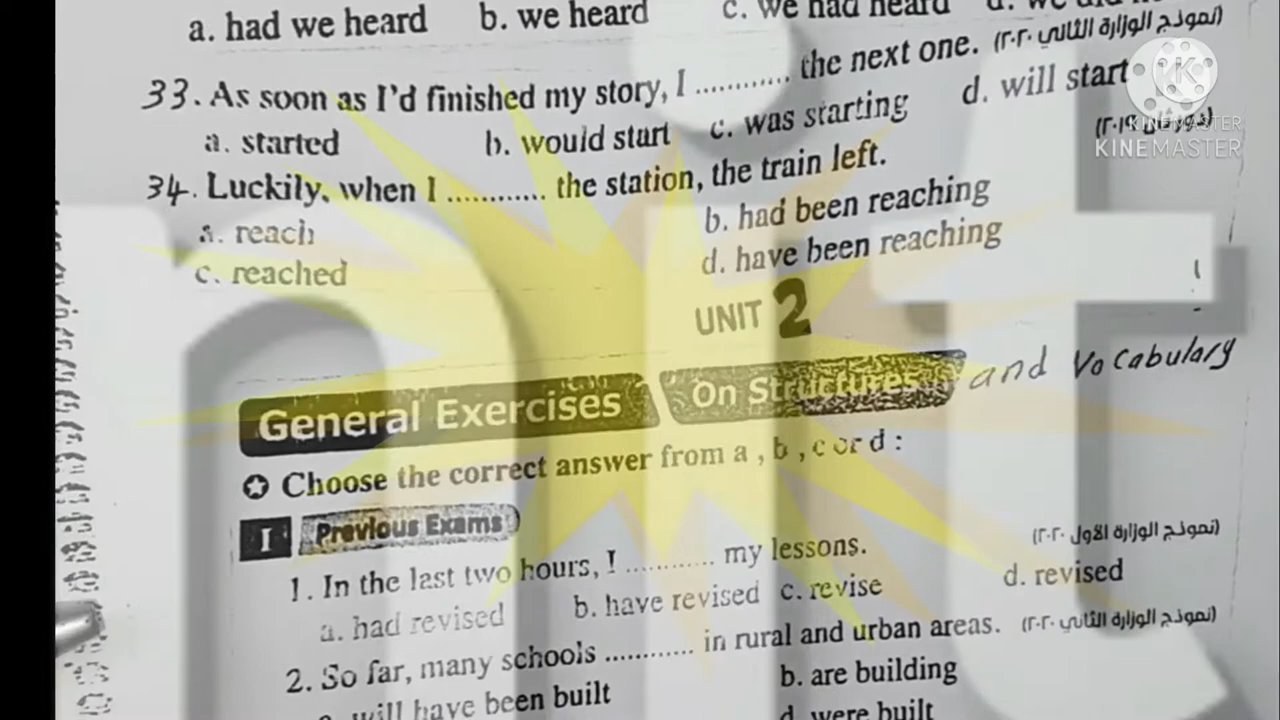 a. had we heard b. we heard c. we had heard d. we did
33. As soon as I'd finished my story, I ............ the next one. (نموذج الوزارة الثاني ٢٠٢٠)
a. started b. would start c. was starting d. will start
34. Luckily, when I ............ the station, the train left.
a. reach b. had been reaching
c. reached d. have been reaching
KINEMASTER
KINEMASTER
UNIT 2
General Exercises On Structures and Vocabulary
Choose the correct answer from a , b , c or d :
I Previous Exams
1. In the last two hours, I ............ my lessons. (نموذج الوزارة الأول ٢٠٢٠)
a. had revised b. have revised c. revise d. revised
2. So far, many schools ............ in rural and urban areas. (نموذج الوزارة الثاني ٢٠٢٠)
will have been built b. are building
d. were built
nit